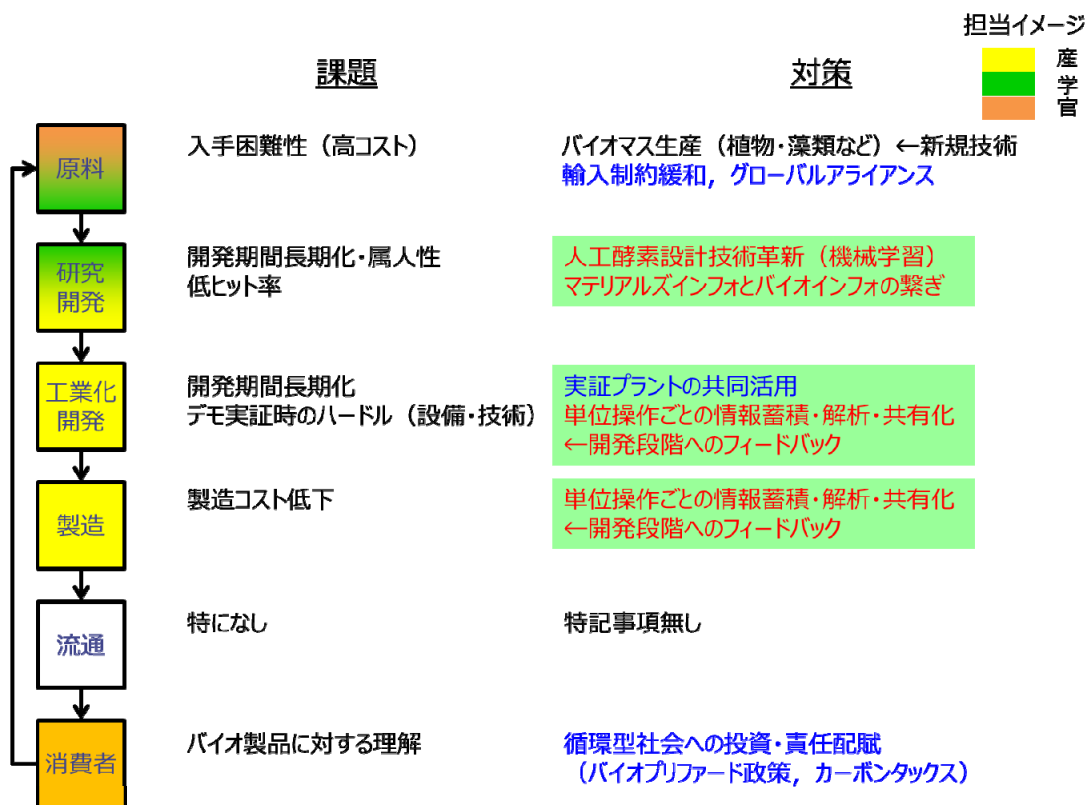 担当イメージ
産
学
官
課題
対策
原料
入手困難性（高コスト）
バイオマス生産（植物・藻類など）←新規技術
輸入制約緩和，グローバルアライアンス
研究
開発
開発期間長期化・属人性
低ヒット率
人工酵素設計技術革新（機械学習）
マテリアルズインフォとバイオインフォの繋ぎ
工業化
開発
開発期間長期化
デモ実証時のハードル（設備・技術）
実証プラントの共同活用
単位操作ごとの情報蓄積・解析・共有化
←開発段階へのフィードバック
製造
製造コスト低下
単位操作ごとの情報蓄積・解析・共有化
←開発段階へのフィードバック
流通
特になし
特記事項無し
消費者
バイオ製品に対する理解
循環型社会への投資・責任配賦
（バイオプリファード政策，カーボンタックス）